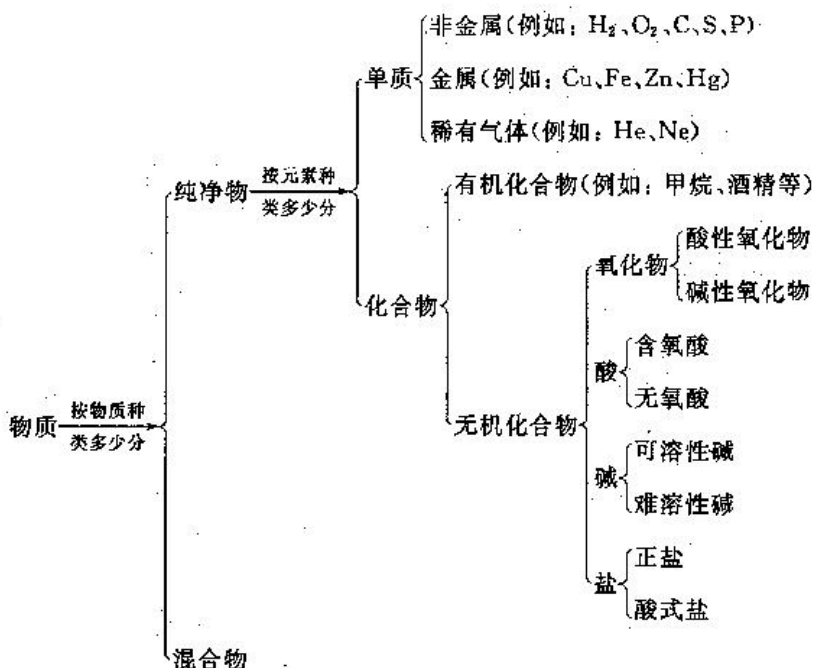 非金属(例如：H₂、O₂、C、S、P)
单质
金属(例如：Cu、Fe、Zn、Hg)
稀有气体(例如：He、Ne)
纯净物
按元素种
类多少分
有机化合物(例如：甲烷、酒精等)
酸性氧化物
氧化物
碱性氧化物
化合物
含氧酸
酸
无氧酸
物质
按物质种
类多少分
无机化合物
可溶性碱
碱
难溶性碱
正盐
盐
酸式盐
混合物